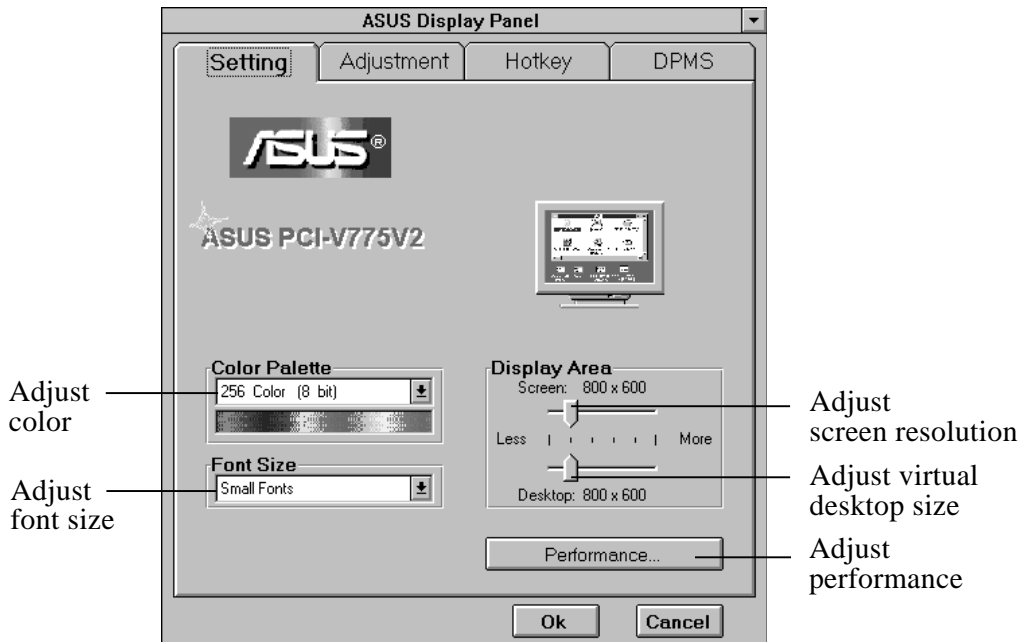 ASUS Display Panel
Setting
Adjustment
Hotkey
DPMS
ASUS®
ASUS PCI-V775V2
Color Palette
256 Color (8 bit)
Font Size
Small Fonts
Display Area
Screen: 800 x 600
Less
More
Desktop: 800 x 600
Performance...
Ok
Cancel
Adjust
color
Adjust
font size
Adjust
screen resolution
Adjust virtual
desktop size
Adjust
performance